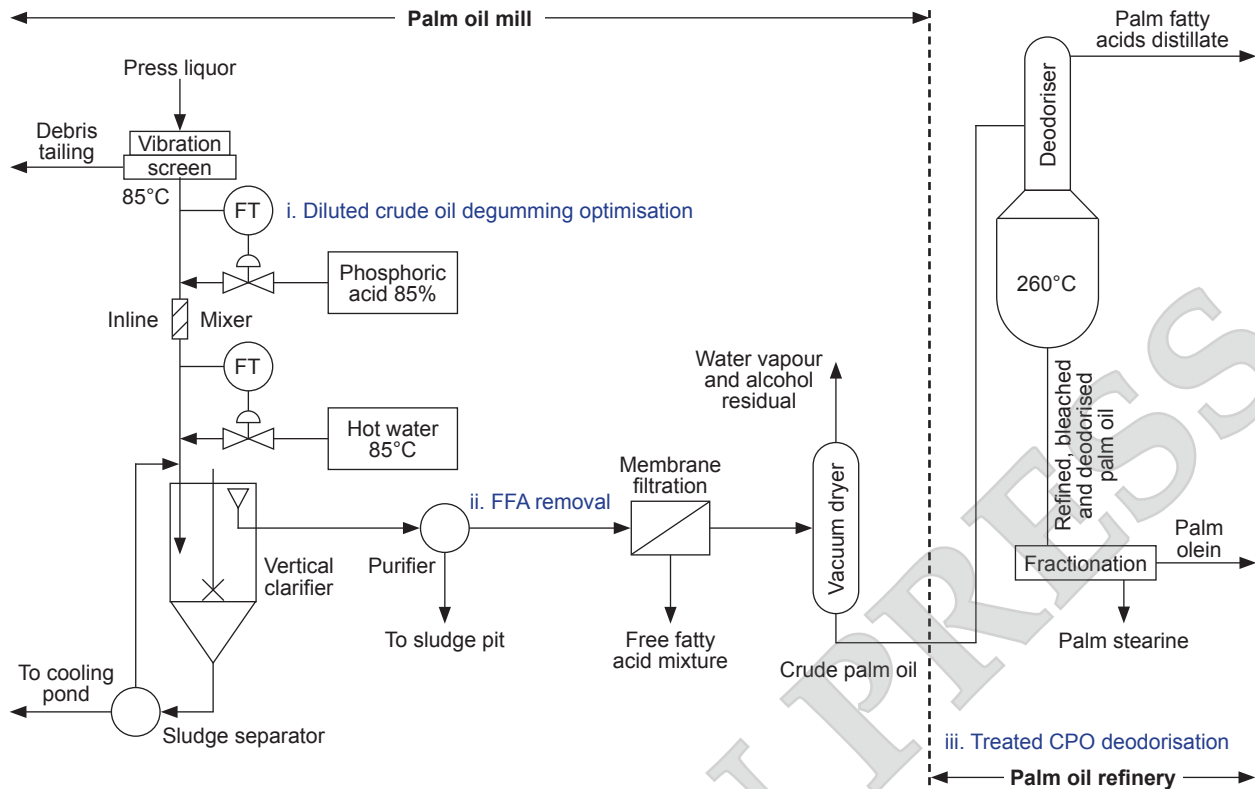 Palm oil mill
Press liquor
Debris
tailing
Vibration
screen
85°C
FT
i. Diluted crude oil degumming optimisation
Phosphoric
acid 85%
Inline
Mixer
FT
Hot water
85°C
Vertical
clarifier
To cooling
pond
Sludge separator
Purifier
To sludge pit
ii. FFA removal
Membrane
filtration
Free fatty
acid mixture
Water vapour
and alcohol
residual
Vacuum dryer
Crude palm oil
Palm fatty
acids distillate
Deodoriser
260°C
Refined, bleached
and deodorised
palm oil
Fractionation
Palm
olein
Palm stearine
iii. Treated CPO deodorisation
Palm oil refinery
PRESS